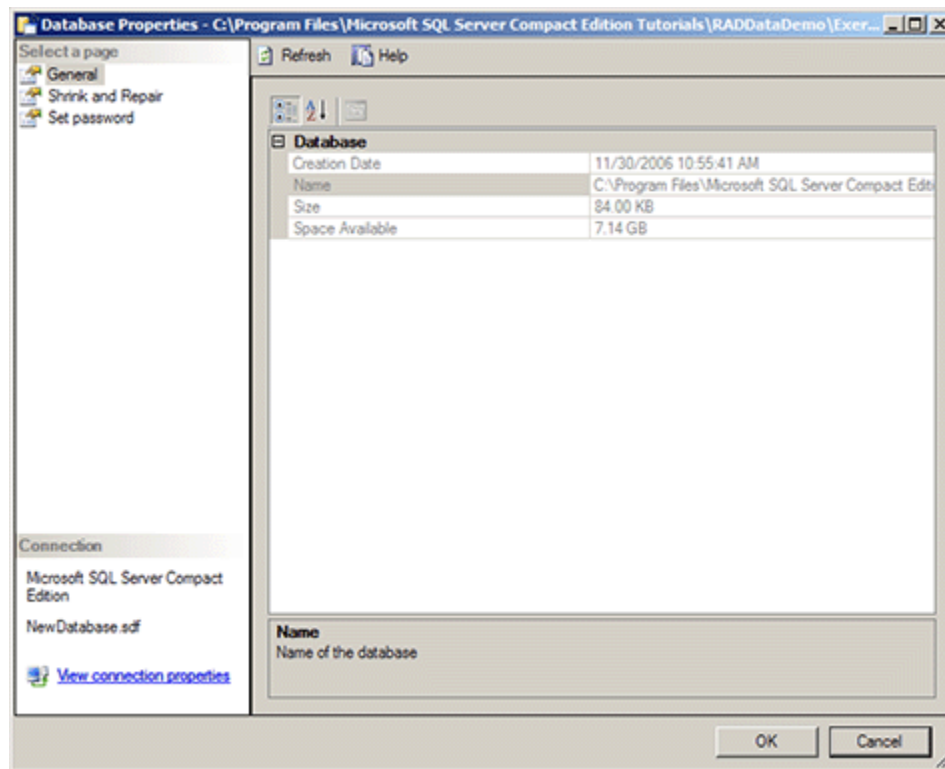 Database Properties - C:\Program Files\Microsoft SQL Server Compact Edition Tutorials\RADDataDemo\Exer...
Select a page
General
Shrink and Repair
Set password
Refresh
Help
Database
Creation Date 11/30/2006 10:55:41 AM
Name C:\Program Files\Microsoft SQL Server Compact Editi
Size 84.00 KB
Space Available 7.14 GB
Connection
Microsoft SQL Server Compact
Edition
NewDatabase.sdf
View connection properties
Name
Name of the database
OK
Cancel